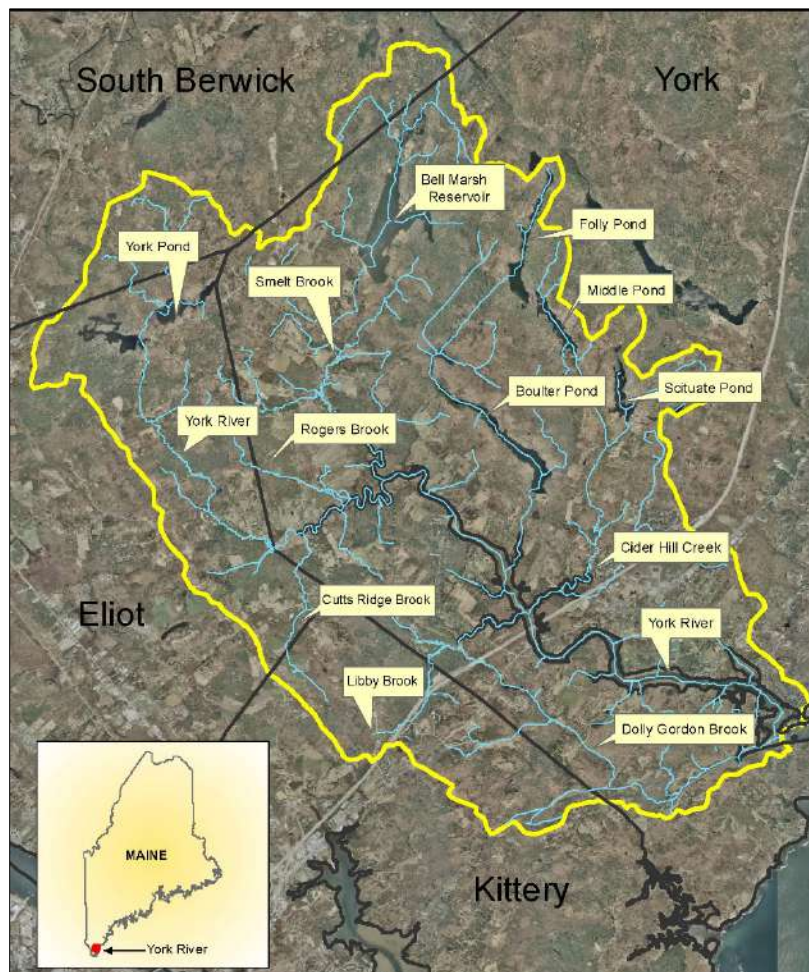 South Berwick
York
Bell Marsh
Reservoir
Folly Pond
York Pond
Smelt Brook
Middle Pond
Boulter Pond
Scituate Pond
York River
Rogers Brook
Cider Hill Creek
Eliot
Cutts Ridge Brook
York River
Libby Brook
Dolly Gordon Brook
MAINE
Kittery
York River